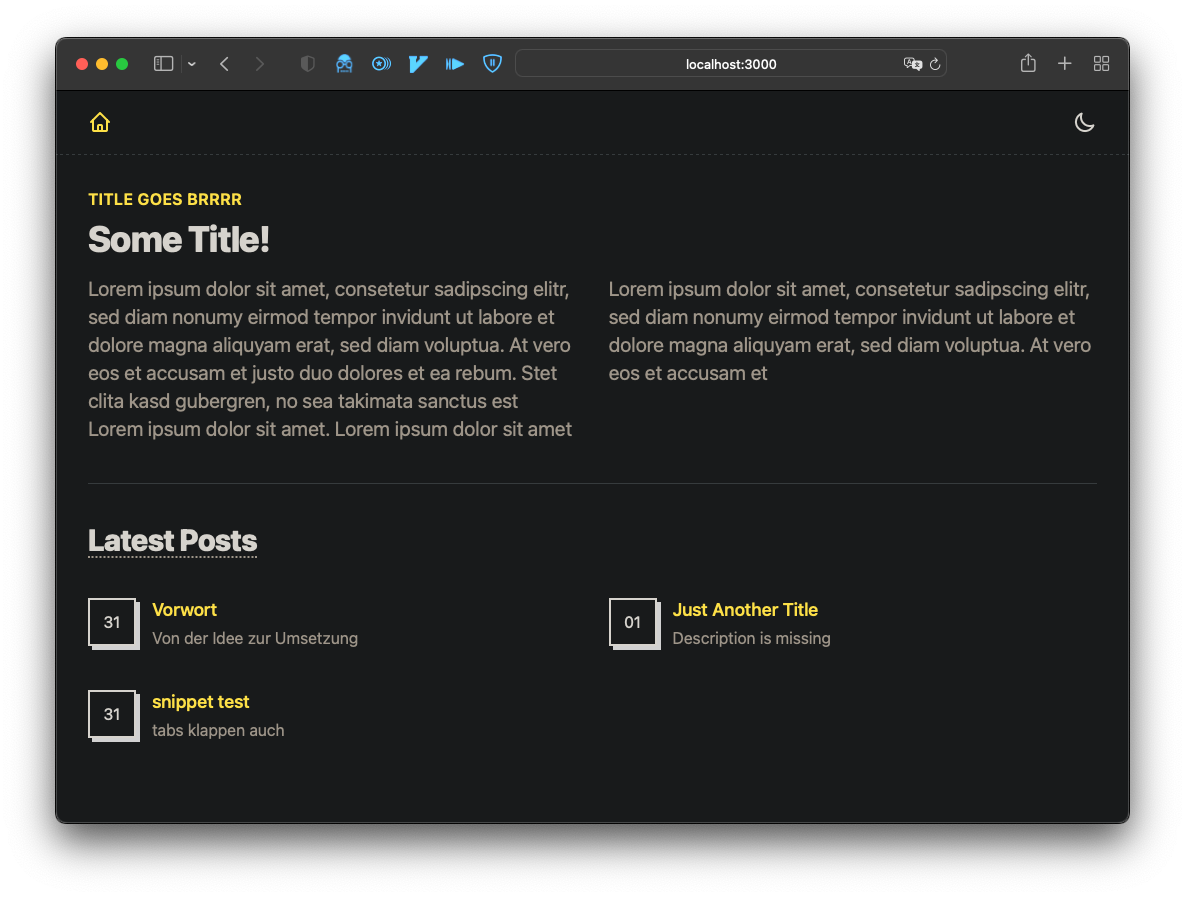 localhost:3000
TITLE GOES BRRRR
Some Title!
Lorem ipsum dolor sit amet, consetetur sadipscing elitr,
sed diam nonumy eirmod tempor invidunt ut labore et
dolore magna aliquyam erat, sed diam voluptua. At vero
eos et accusam et justo duo dolores et ea rebum. Stet
clita kasd gubergren, no sea takimata sanctus est
Lorem ipsum dolor sit amet. Lorem ipsum dolor sit amet
Lorem ipsum dolor sit amet, consetetur sadipscing elitr,
sed diam nonumy eirmod tempor invidunt ut labore et
dolore magna aliquyam erat, sed diam voluptua. At vero
eos et accusam et
Latest Posts
31
Vorwort
Von der Idee zur Umsetzung
01
Just Another Title
Description is missing
31
snippet test
tabs klappen auch